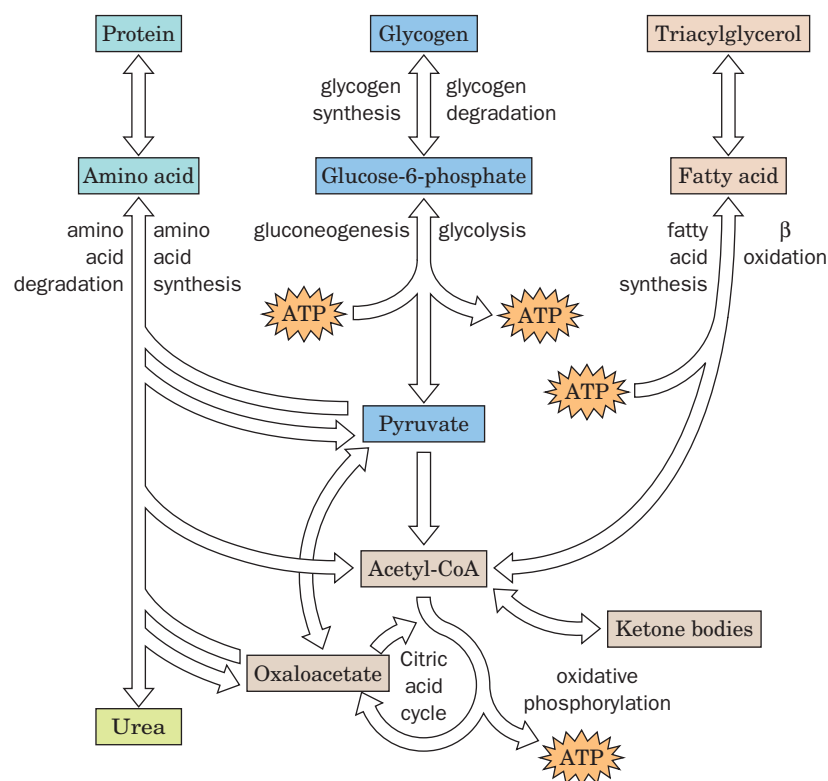 Protein
Glycogen
Triacylglycerol
glycogen
synthesis
glycogen
degradation
Amino acid
Glucose-6-phosphate
Fatty acid
amino
acid
degradation
amino
acid
synthesis
gluconeogenesis
glycolysis
fatty
acid
synthesis
β
oxidation
ATP
ATP
ATP
Pyruvate
Acetyl-CoA
Ketone bodies
Oxaloacetate
Citric
acid
cycle
oxidative
phosphorylation
Urea
ATP